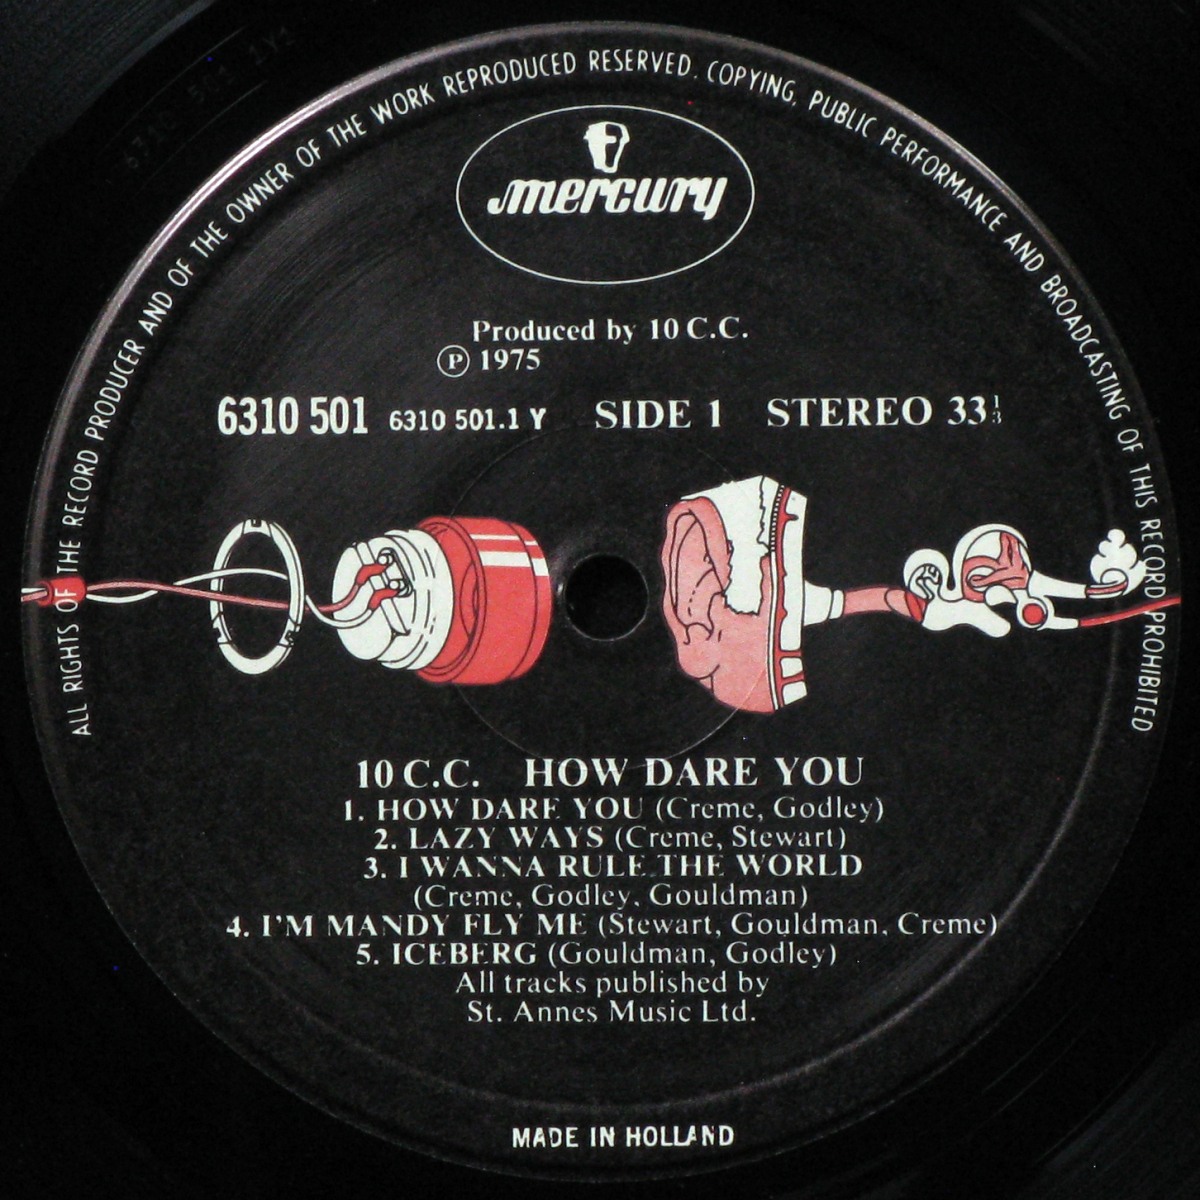 ALL RIGHTS OF THE RECORD PRODUCER AND OF THE OWNER OF THE WORK REPRODUCED RESERVED. COPYING, PUBLIC PERFORMANCE AND BROADCASTING OF THIS RECORD PROHIBITED
mercury
Produced by 10 C.C.
Ⓟ 1975
6310 501 6310 501.1 Y SIDE 1 STEREO 33⅓
10 C.C. HOW DARE YOU
1. HOW DARE YOU (Creme, Godley)
2. LAZY WAYS (Creme, Stewart)
3. I WANNA RULE THE WORLD
(Creme, Godley, Gouldman)
4. I'M MANDY FLY ME (Stewart, Gouldman, Creme)
5. ICEBERG (Gouldman, Godley)
All tracks published by
St. Annes Music Ltd.
MADE IN HOLLAND